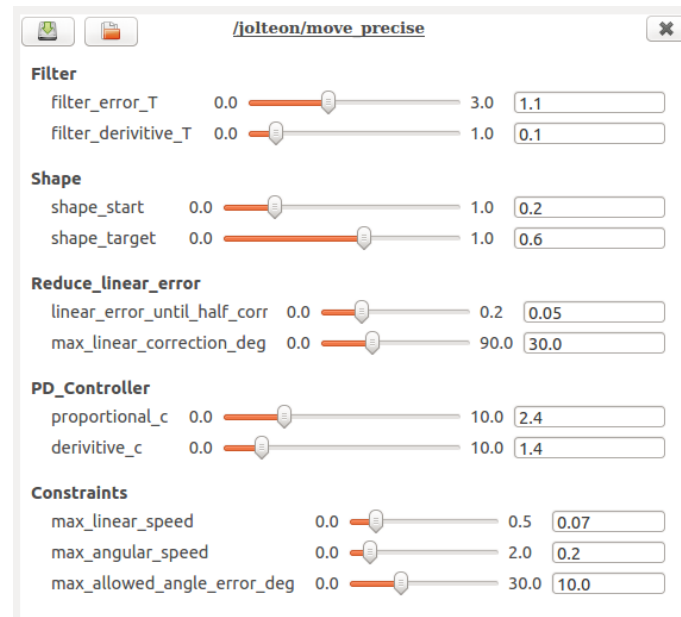 /jolteon/move_precise
Filter
filter_error_T 0.0 3.0 1.1
filter_derivitive_T 0.0 1.0 0.1
Shape
shape_start 0.0 1.0 0.2
shape_target 0.0 1.0 0.6
Reduce_linear_error
linear_error_until_half_corr 0.0 0.2 0.05
max_linear_correction_deg 0.0 90.0 30.0
PD_Controller
proportional_c 0.0 10.0 2.4
derivitive_c 0.0 10.0 1.4
Constraints
max_linear_speed 0.0 0.5 0.07
max_angular_speed 0.0 2.0 0.2
max_allowed_angle_error_deg 0.0 30.0 10.0